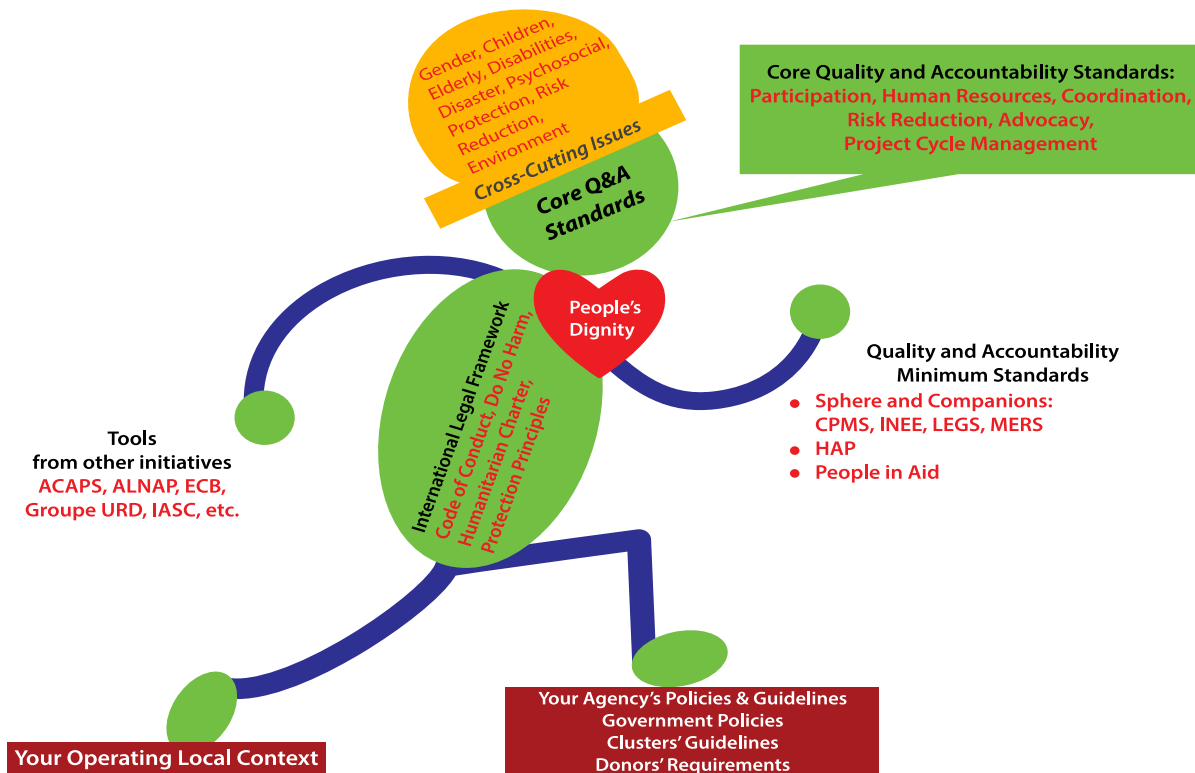 Gender, Children,
Elderly, Disabilities,
Disaster, Psychosocial,
Protection, Risk
Reduction,
Environment
Cross-Cutting Issues
Core Q&A
Standards
Core Quality and Accountability Standards:
Participation, Human Resources, Coordination,
Risk Reduction, Advocacy,
Project Cycle Management
People's
Dignity
International Legal Framework
Code of Conduct, Do No Harm,
Humanitarian Charter,
Protection Principles
Quality and Accountability
Minimum Standards
• Sphere and Companions:
CPMS, INEE, LEGS, MERS
• HAP
• People in Aid
Tools
from other initiatives
ACAPS, ALNAP, ECB,
Groupe URD, IASC, etc.
Your Agency's Policies & Guidelines
Government Policies
Clusters' Guidelines
Donors' Requirements
Your Operating Local Context